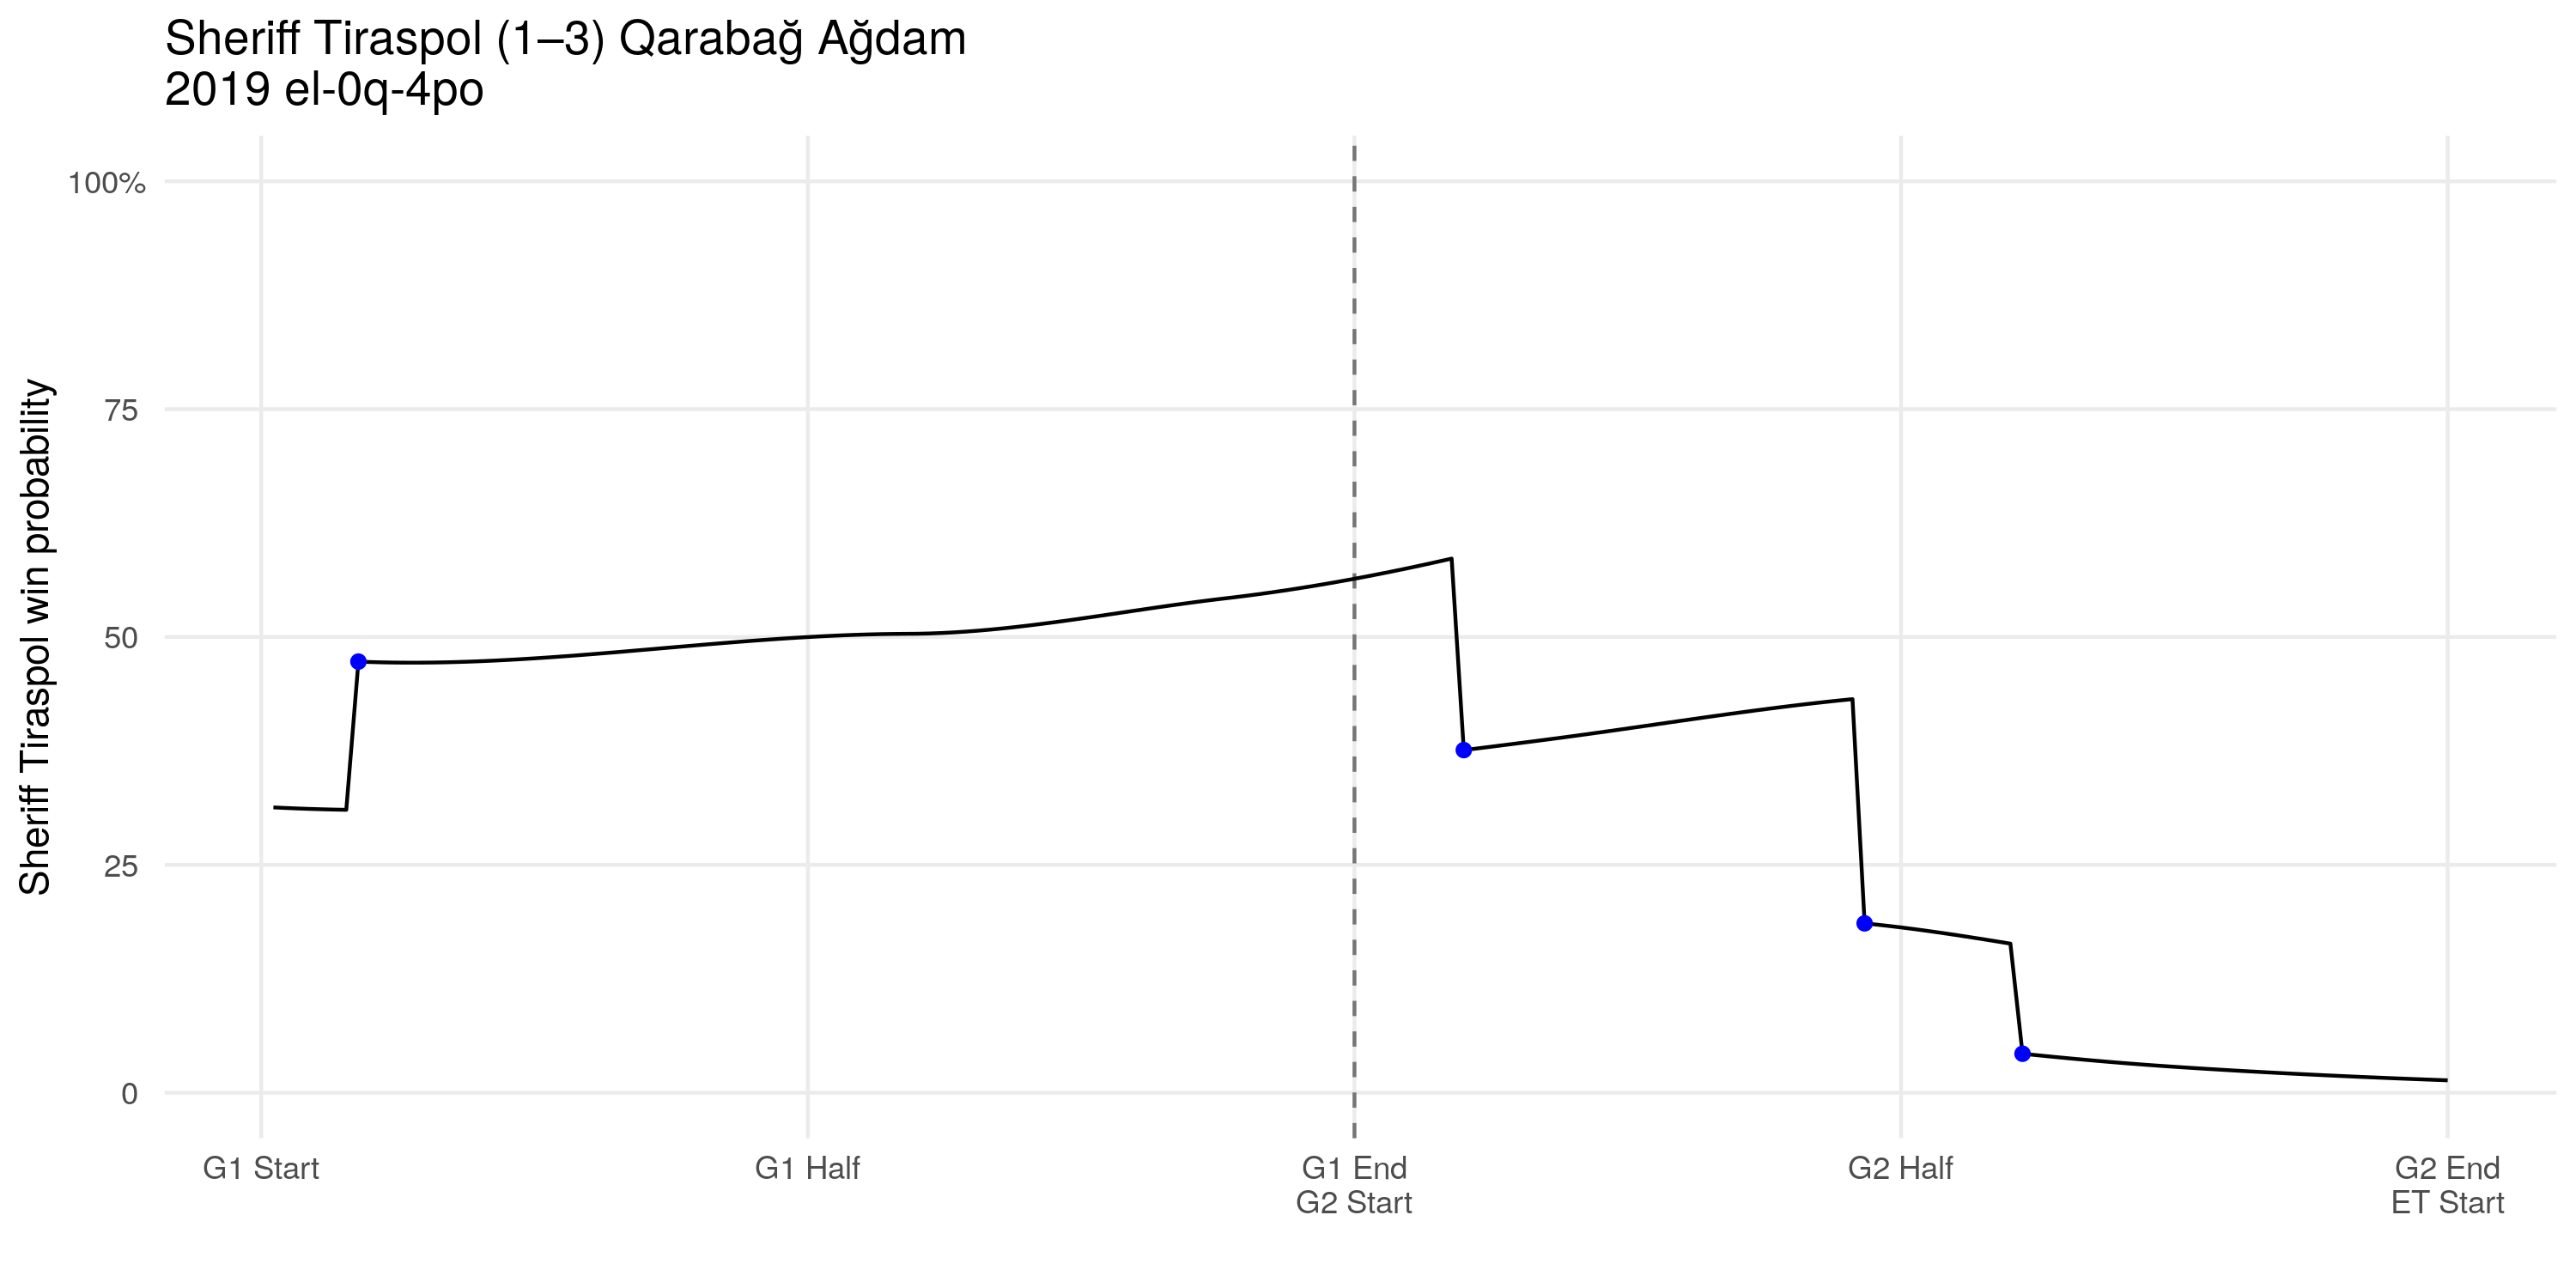 Sheriff Tiraspol (1–3) Qarabağ Ağdam
2019 el-0q-4po
Sheriff Tiraspol win probability
100%
75
50
25
0
G1 Start
G1 Half
G1 End
G2 Start
G2 Half
G2 End
ET Start